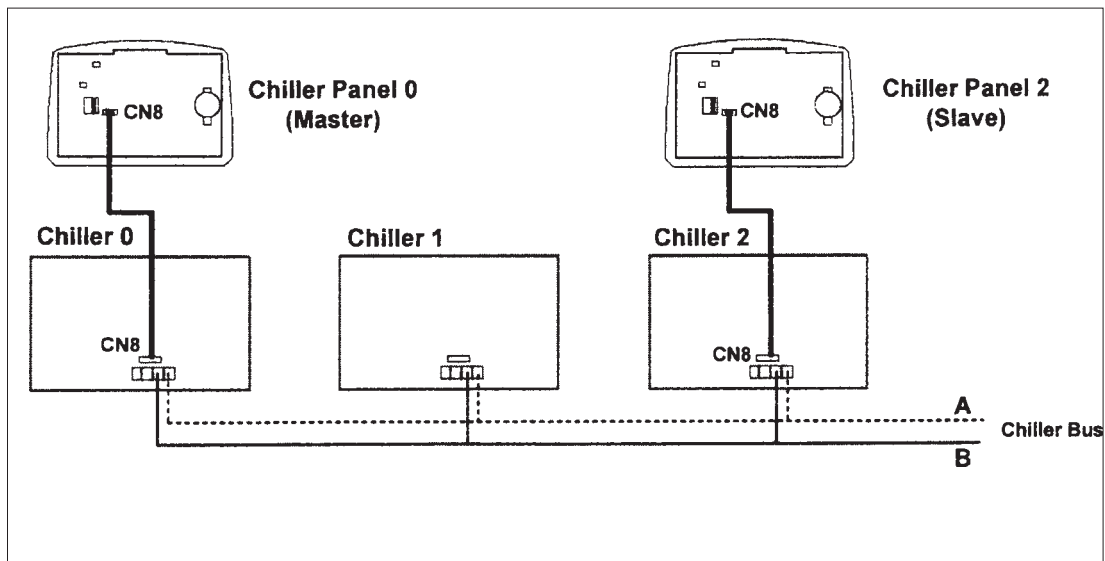 Chiller Panel 0
(Master)
CN8
Chiller Panel 2
(Slave)
CN8
Chiller 0
Chiller 1
Chiller 2
CN8
CN8
A
Chiller Bus
B